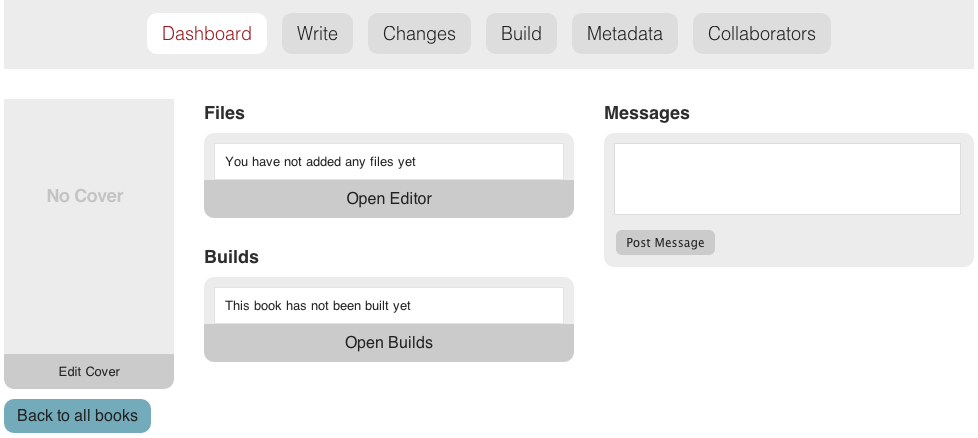 Dashboard Write Changes Build Metadata Collaborators
No Cover
Edit Cover
Back to all books
Files
You have not added any files yet
Open Editor
Builds
This book has not been built yet
Open Builds
Messages
Post Message